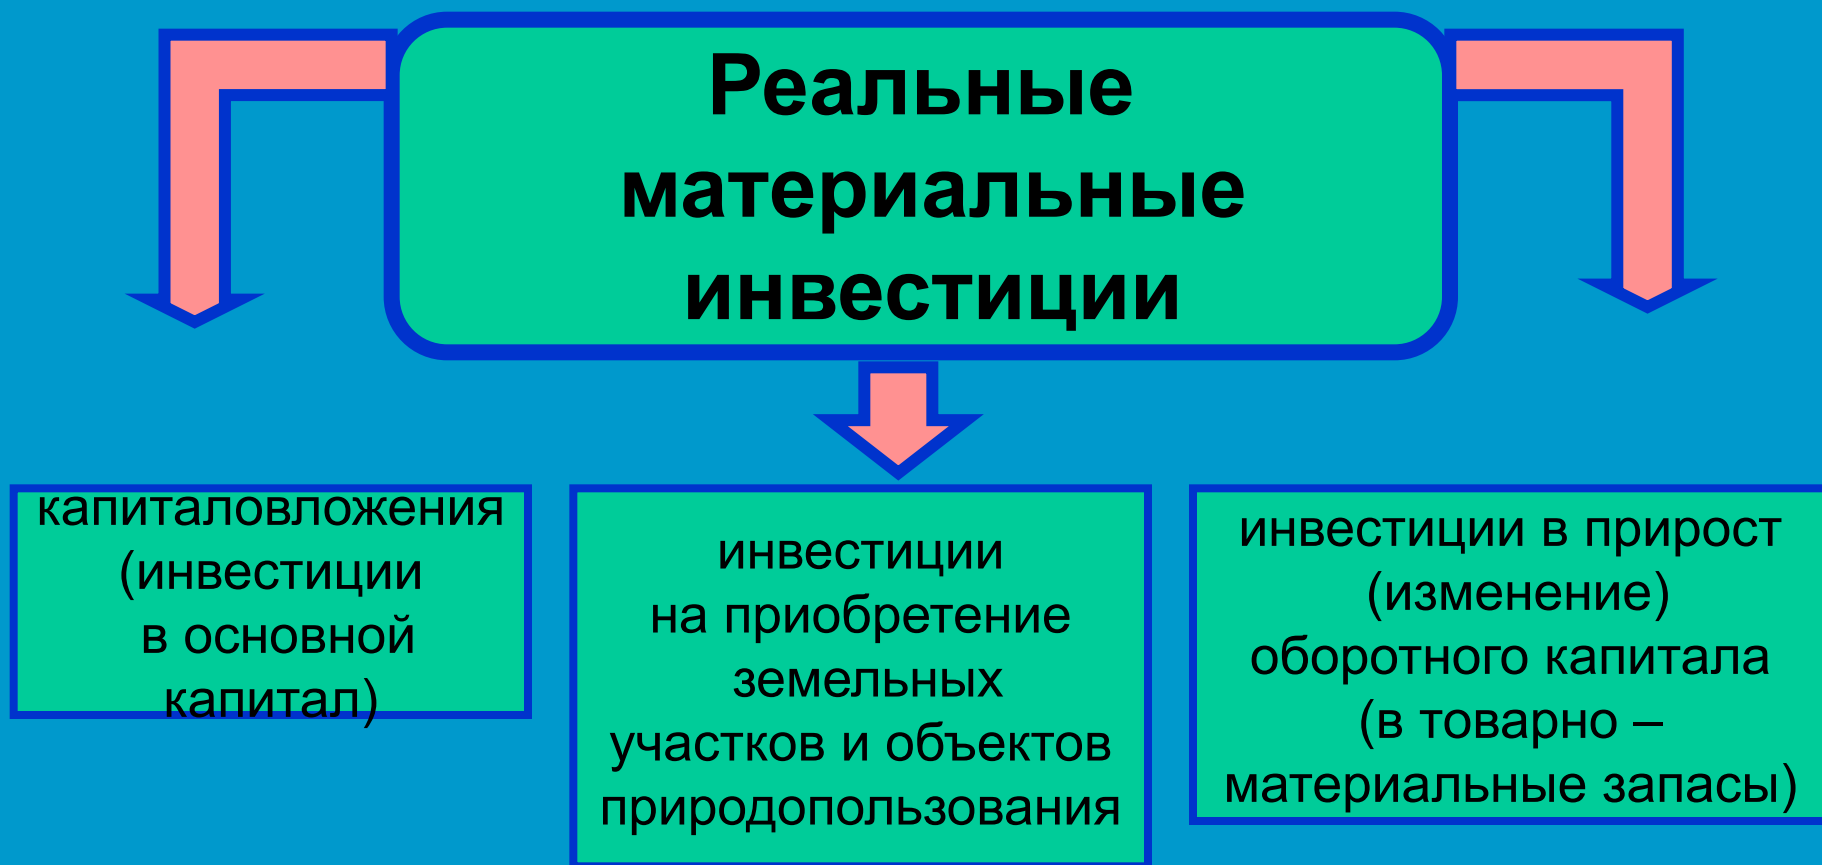 Реальные
материальные
инвестиции
капиталовложения
(инвестиции
в основной
капитал)
инвестиции
на приобретение
земельных
участков и объектов
природопользования
инвестиции в прирост
(изменение)
оборотного капитала
(в товарно –
материальные запасы)